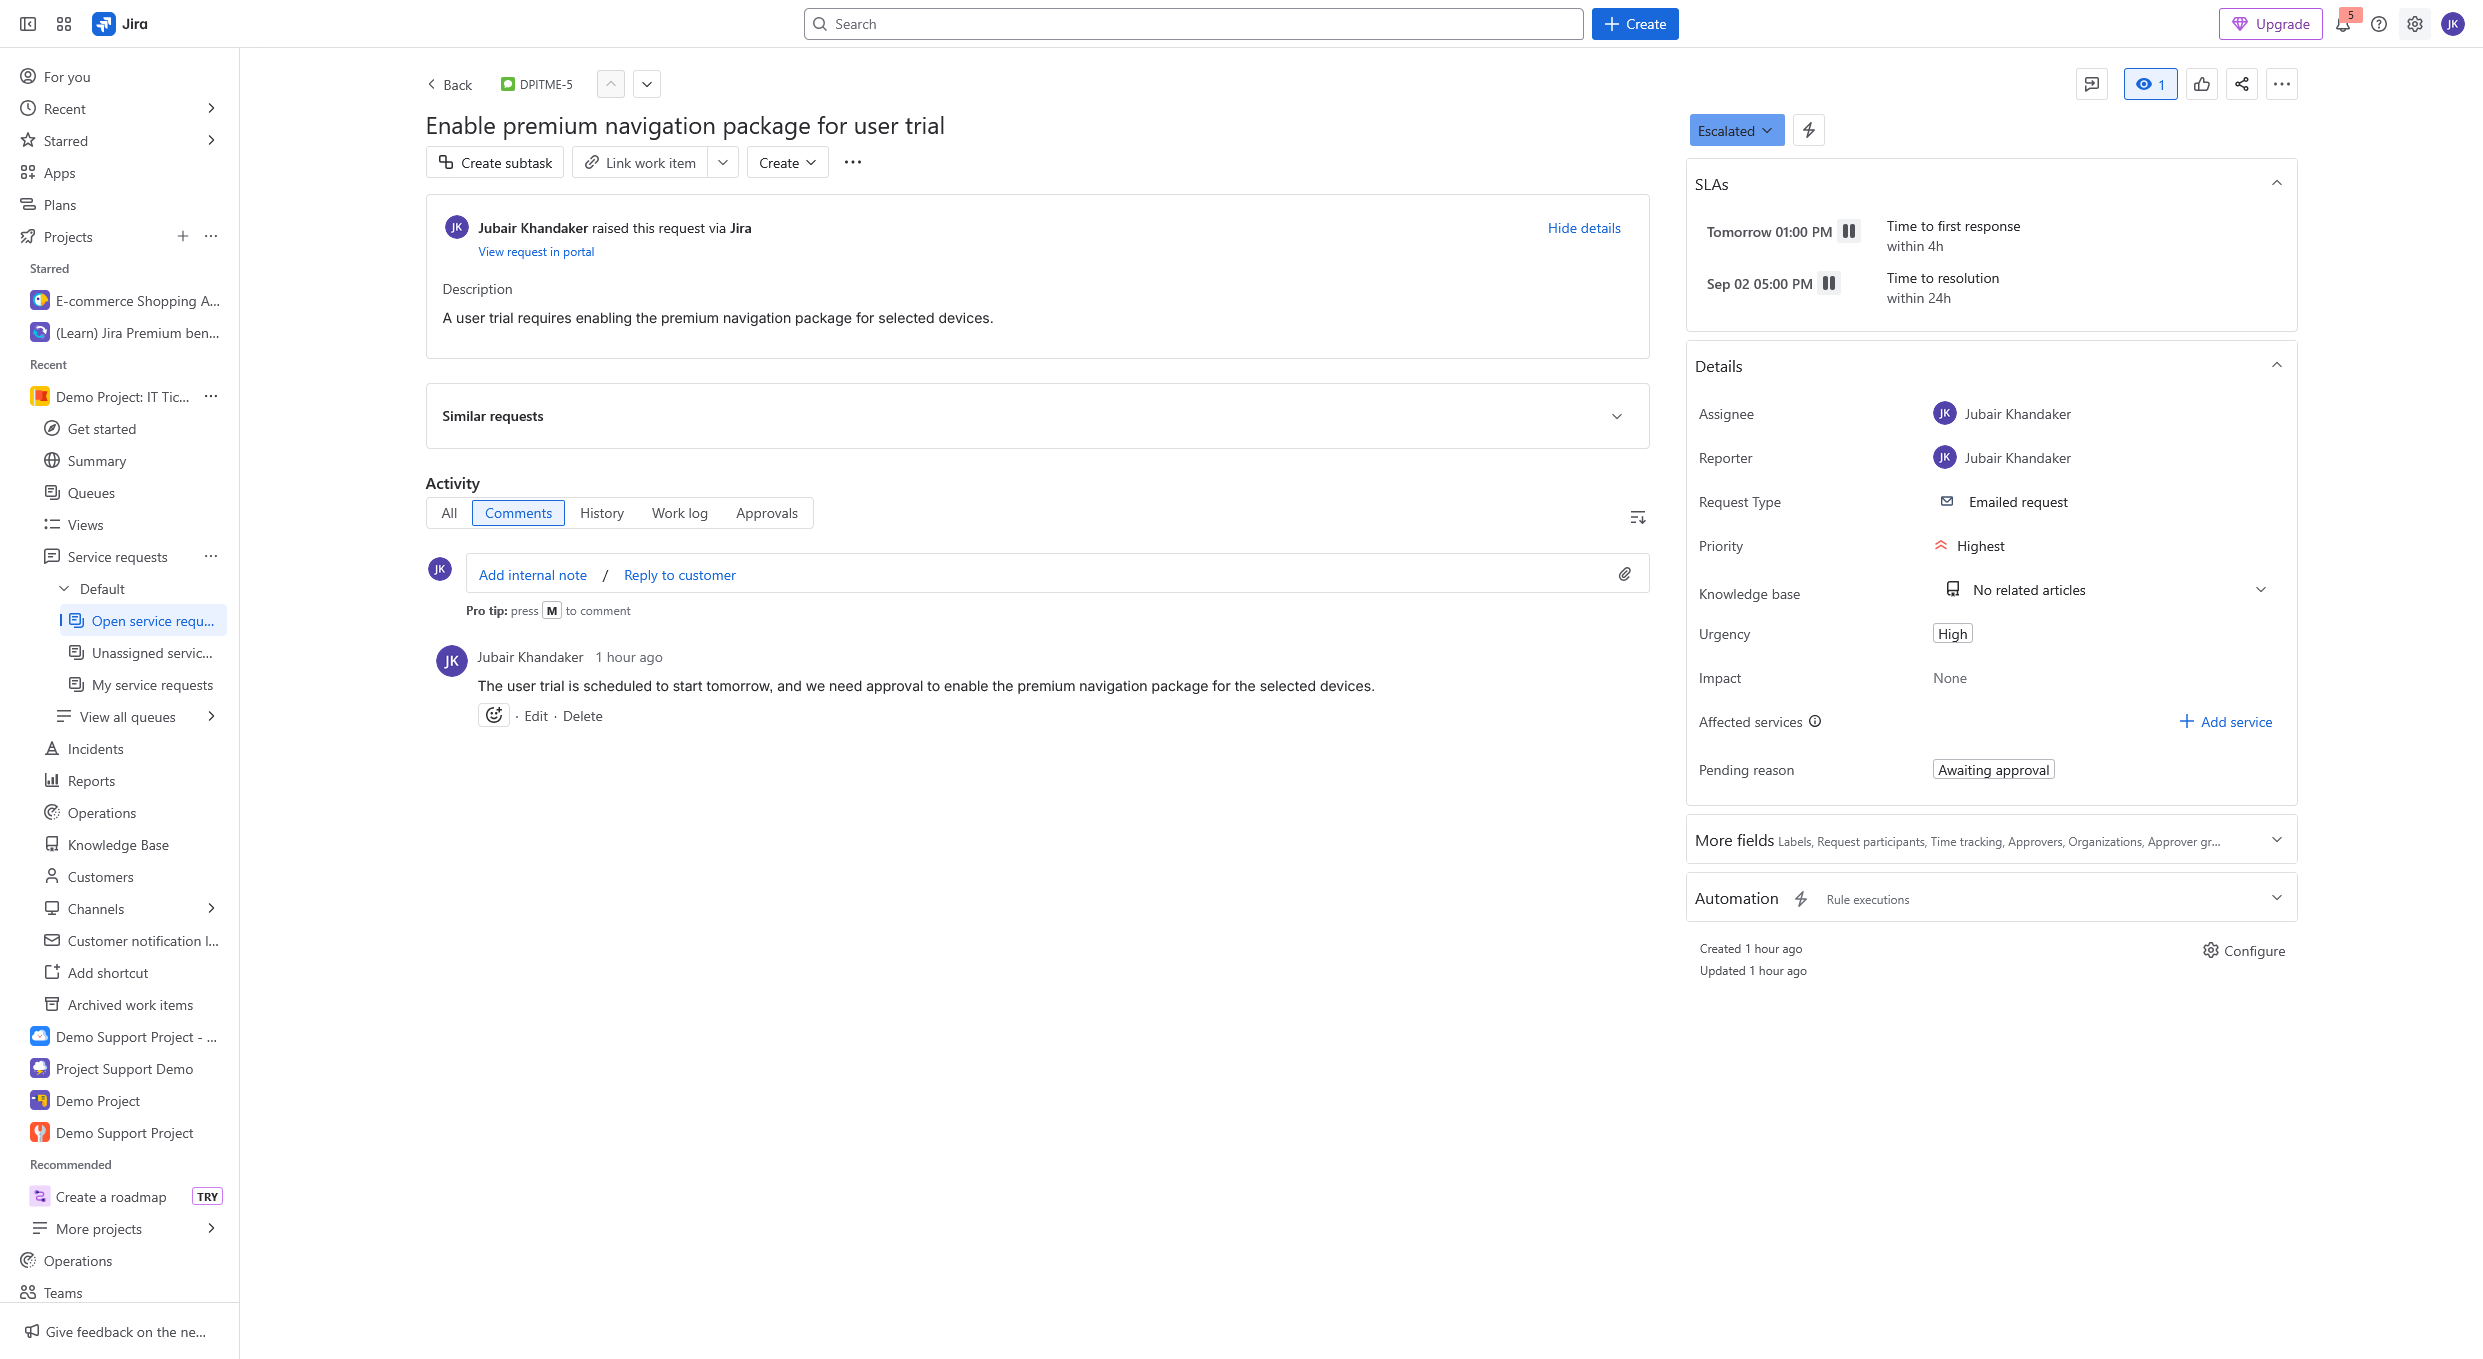 Jira
Search
Create
Upgrade
5
JK
For you
Recent
Starred
Apps
Plans
Projects
Starred
E-commerce Shopping A...
(Learn) Jira Premium ben...
Recent
Demo Project: IT Tic...
Get started
Summary
Queues
Views
Service requests
Default
Open service requ...
Unassigned servic...
My service requests
View all queues
Incidents
Reports
Operations
Knowledge Base
Customers
Channels
Customer notification l...
Add shortcut
Archived work items
Demo Support Project - ...
Project Support Demo
Demo Project
Demo Support Project
Recommended
Create a roadmap TRY
More projects
Operations
Teams
Give feedback on the ne...
Back DPITME-5
1
Enable premium navigation package for user trial
Create subtask Link work item Create
JK Jubair Khandaker raised this request via Jira Hide details
View request in portal
Description
A user trial requires enabling the premium navigation package for selected devices.
Similar requests
Activity
All Comments History Work log Approvals
JK Add internal note / Reply to customer
Pro tip: press M to comment
JK Jubair Khandaker 1 hour ago
The user trial is scheduled to start tomorrow, and we need approval to enable the premium navigation package for the selected devices.
· Edit · Delete
Escalated
SLAs
Tomorrow 01:00 PM Time to first response
within 4h
Sep 02 05:00 PM Time to resolution
within 24h
Details
Assignee JK Jubair Khandaker
Reporter JK Jubair Khandaker
Request Type Emailed request
Priority Highest
Knowledge base No related articles
Urgency High
Impact None
Affected services Add service
Pending reason Awaiting approval
More fields Labels, Request participants, Time tracking, Approvers, Organizations, Approver gr...
Automation Rule executions
Created 1 hour ago
Updated 1 hour ago
Configure